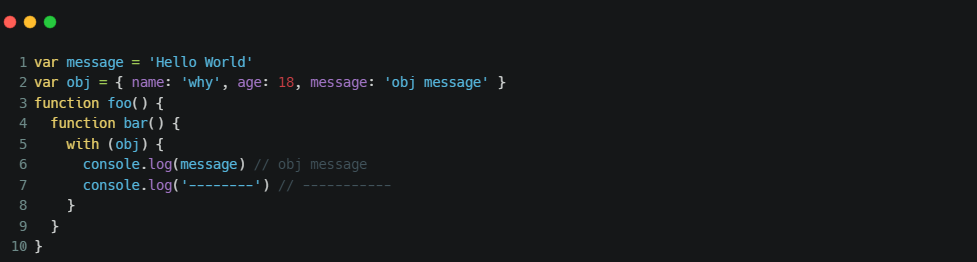 1 var message = 'Hello World'
2 var obj = { name: 'why', age: 18, message: 'obj message' }
3 function foo() {
4   function bar() {
5     with (obj) {
6       console.log(message) // obj message
7       console.log('--------') // -----------
8     }
9   }
10 }